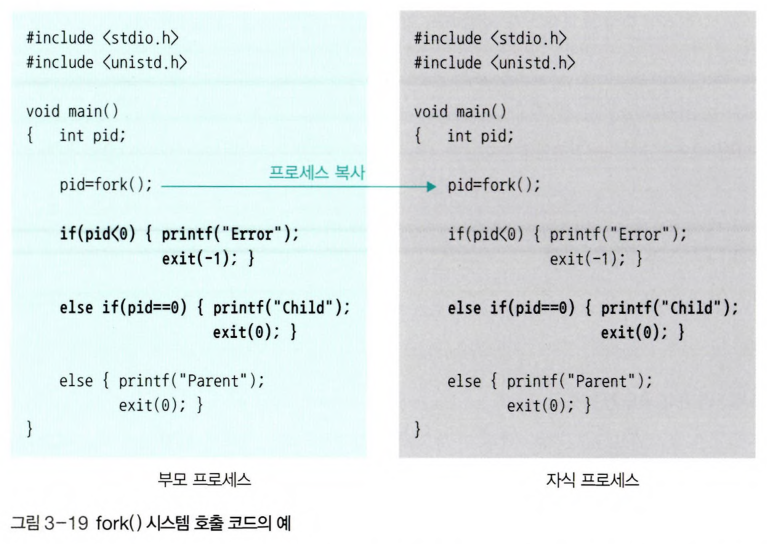 #include <stdio.h>
#include <unistd.h>
void main()
{ int pid;
pid=fork();
if(pid<0) { printf("Error");
exit(-1); }
else if(pid==0) { printf("Child");
exit(0); }
else { printf("Parent");
exit(0); }
}
부모 프로세스
프로세스 복사
#include <stdio.h>
#include <unistd.h>
void main()
{ int pid;
pid=fork();
if(pid<0) { printf("Error");
exit(-1); }
else if(pid==0) { printf("Child");
exit(0); }
else { printf("Parent");
exit(0); }
}
자식 프로세스
그림 3-19 fork() 시스템 호출 코드의 예